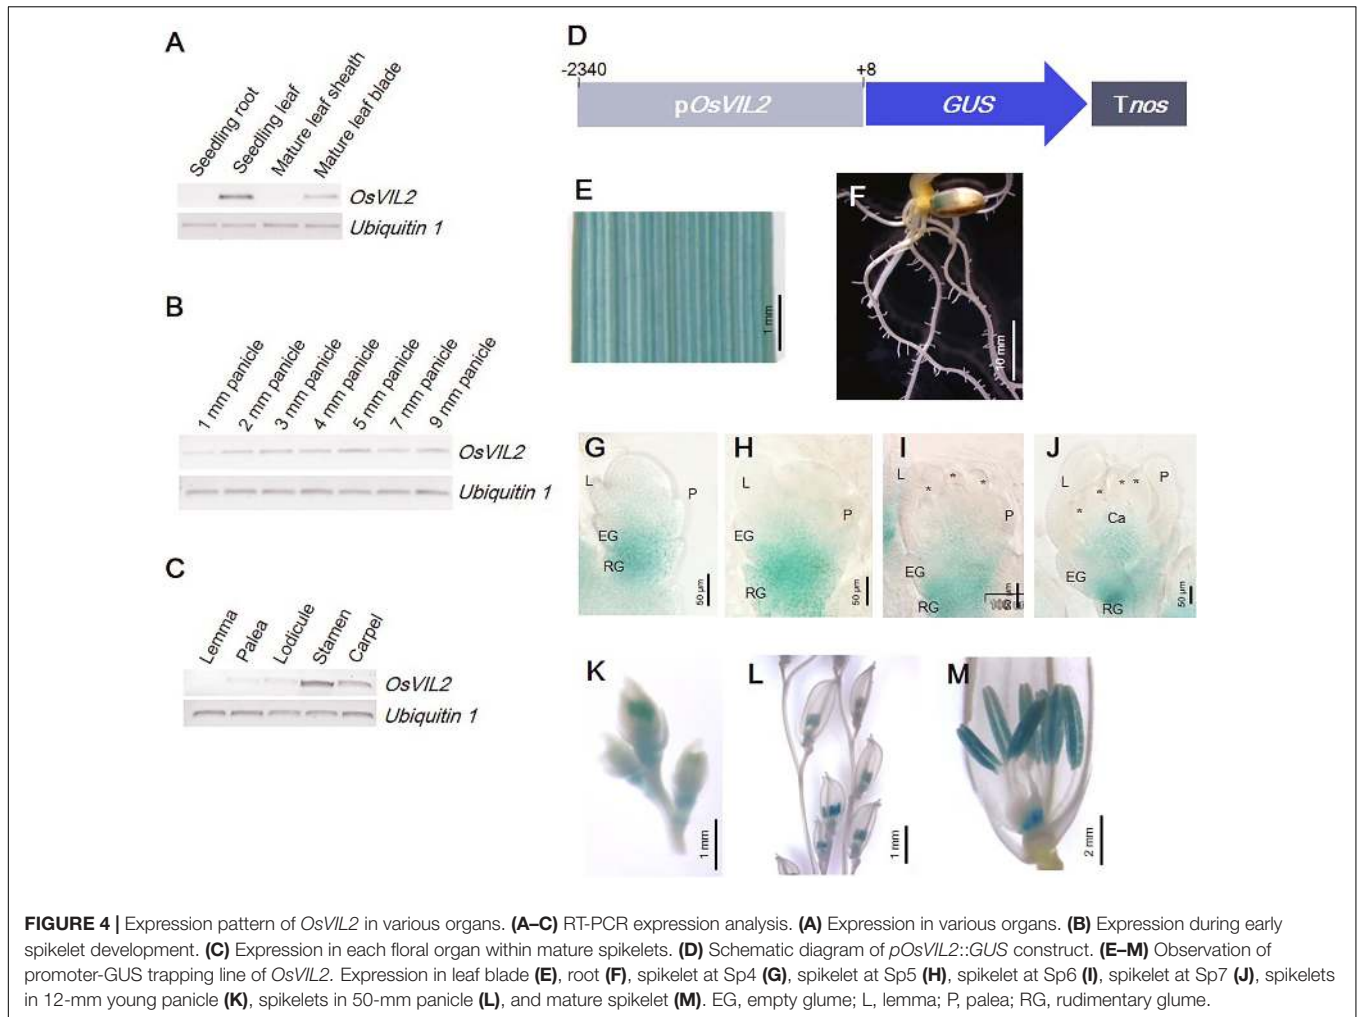 A
Seedling root
Seedling leaf
Mature leaf sheath
Mature leaf blade
OsVIL2
Ubiquitin 1
B
1 mm panicle
2 mm panicle
3 mm panicle
4 mm panicle
5 mm panicle
7 mm panicle
9 mm panicle
OsVIL2
Ubiquitin 1
C
Lemma
Palea
Lodicule
Stamen
Carpel
OsVIL2
Ubiquitin 1
D
-2340
+8
pOsVIL2
GUS
Tnos
E
1 mm
F
10 mm
G
L
P
EG
RG
50 µm
H
L
P
EG
RG
50 µm
I
L
* * *
P
EG
RG
J
L
P
* * * *
Ca
EG
RG
50 µm
K
1 mm
L
1 mm
M
2 mm
FIGURE 4 | Expression pattern of OsVIL2 in various organs. (A–C) RT-PCR expression analysis. (A) Expression in various organs. (B) Expression during early
spikelet development. (C) Expression in each floral organ within mature spikelets. (D) Schematic diagram of pOsVIL2::GUS construct. (E–M) Observation of
promoter-GUS trapping line of OsVIL2. Expression in leaf blade (E), root (F), spikelet at Sp4 (G), spikelet at Sp5 (H), spikelet at Sp6 (I), spikelet at Sp7 (J), spikelets
in 12-mm young panicle (K), spikelets in 50-mm panicle (L), and mature spikelet (M). EG, empty glume; L, lemma; P, palea; RG, rudimentary glume.